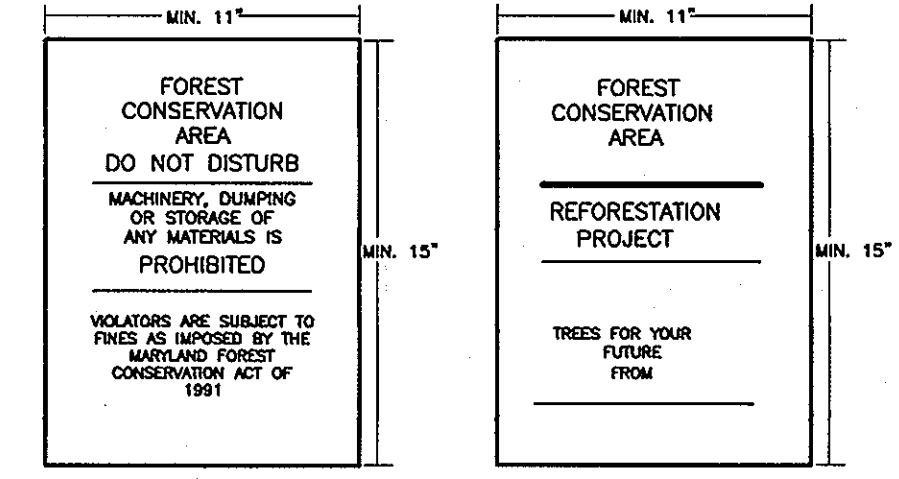 MIN. 11"
FOREST
CONSERVATION
AREA
DO NOT DISTURB
MACHINERY, DUMPING
OR STORAGE OF
ANY MATERIALS IS
PROHIBITED
VIOLATORS ARE SUBJECT TO
FINES AS IMPOSED BY THE
MARYLAND FOREST
CONSERVATION ACT OF
1991
MIN. 15"
MIN. 11"
FOREST
CONSERVATION
AREA
REFORESTATION
PROJECT
TREES FOR YOUR
FUTURE
FROM
MIN. 15"